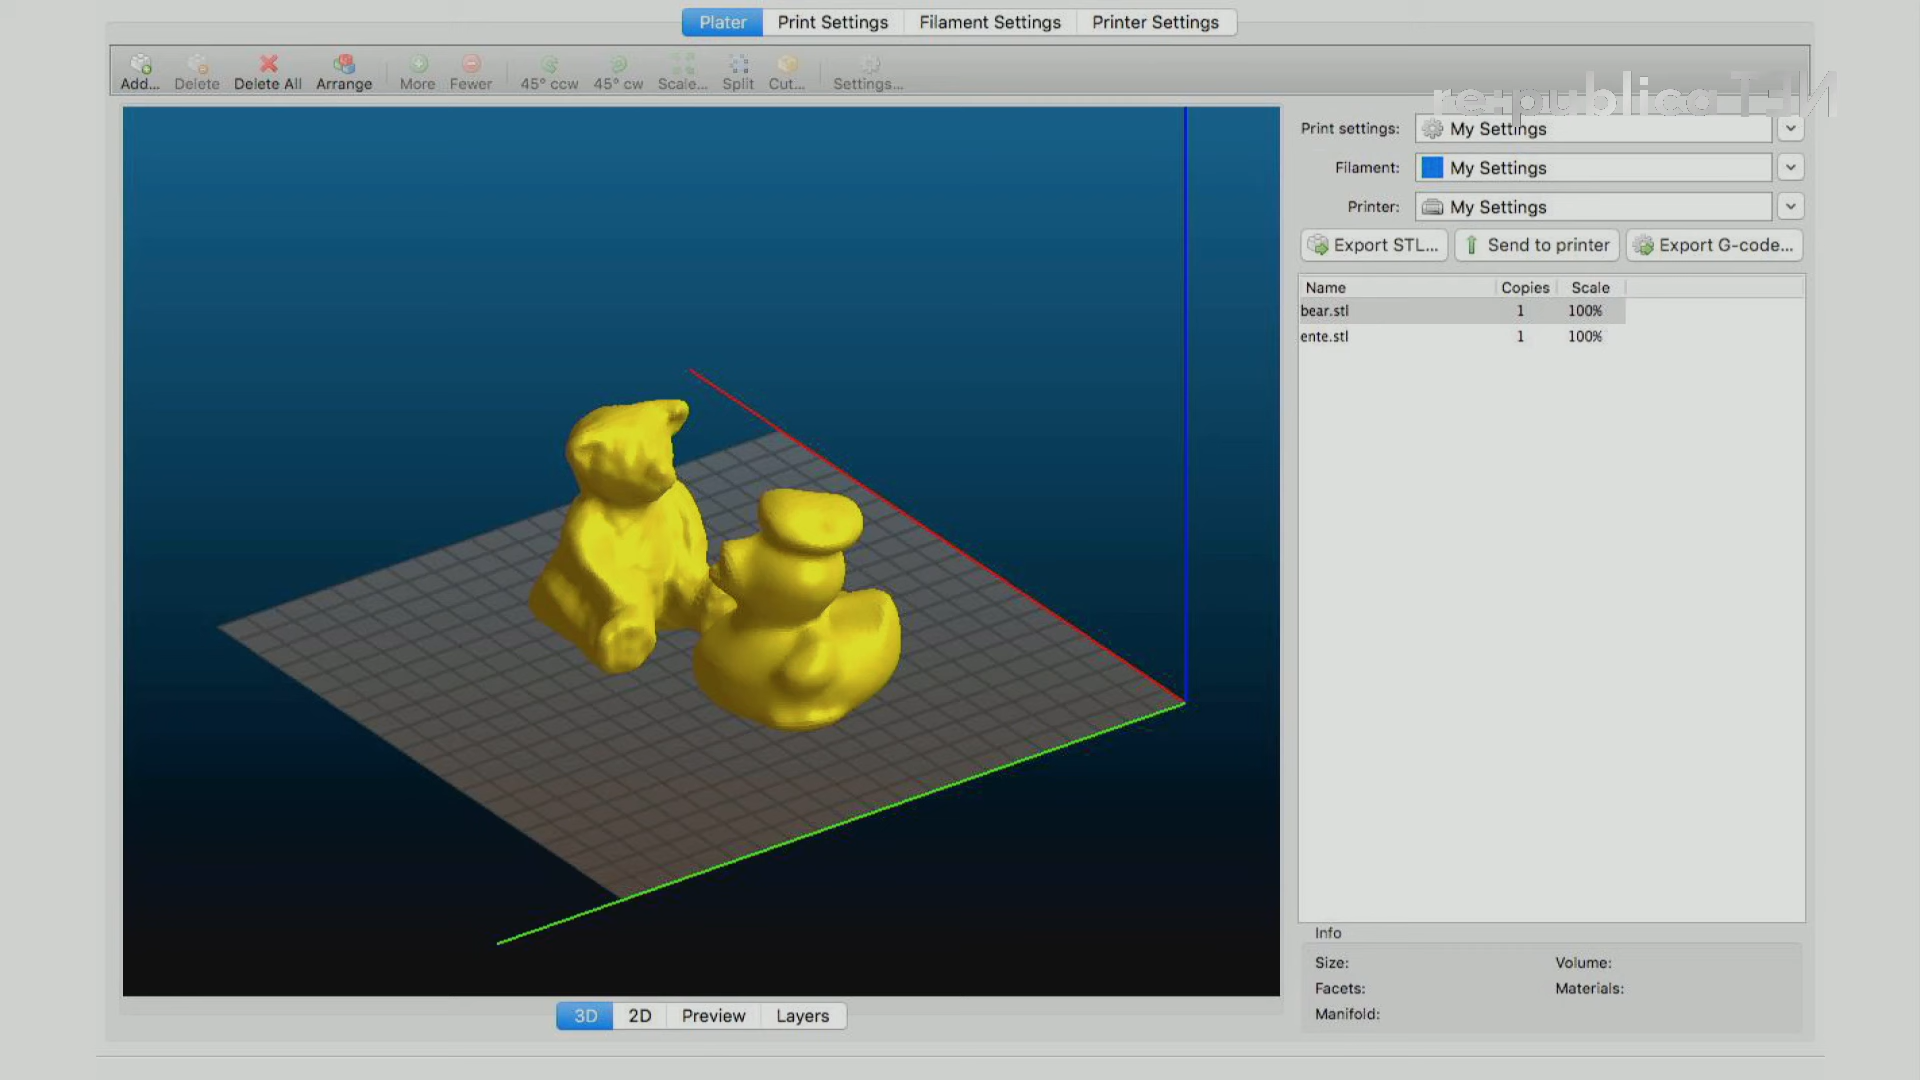 Plater Print Settings Filament Settings Printer Settings
Add... Delete Delete All Arrange More Fewer 45° ccw 45° cw Scale... Split Cut... Settings...
re:publica TEN
Print settings: My Settings
Filament: My Settings
Printer: My Settings
Export STL... Send to printer Export G-code...
Name Copies Scale
bear.stl 1 100%
ente.stl 1 100%
Info
Size: Volume:
Facets: Materials:
Manifold:
3D 2D Preview Layers